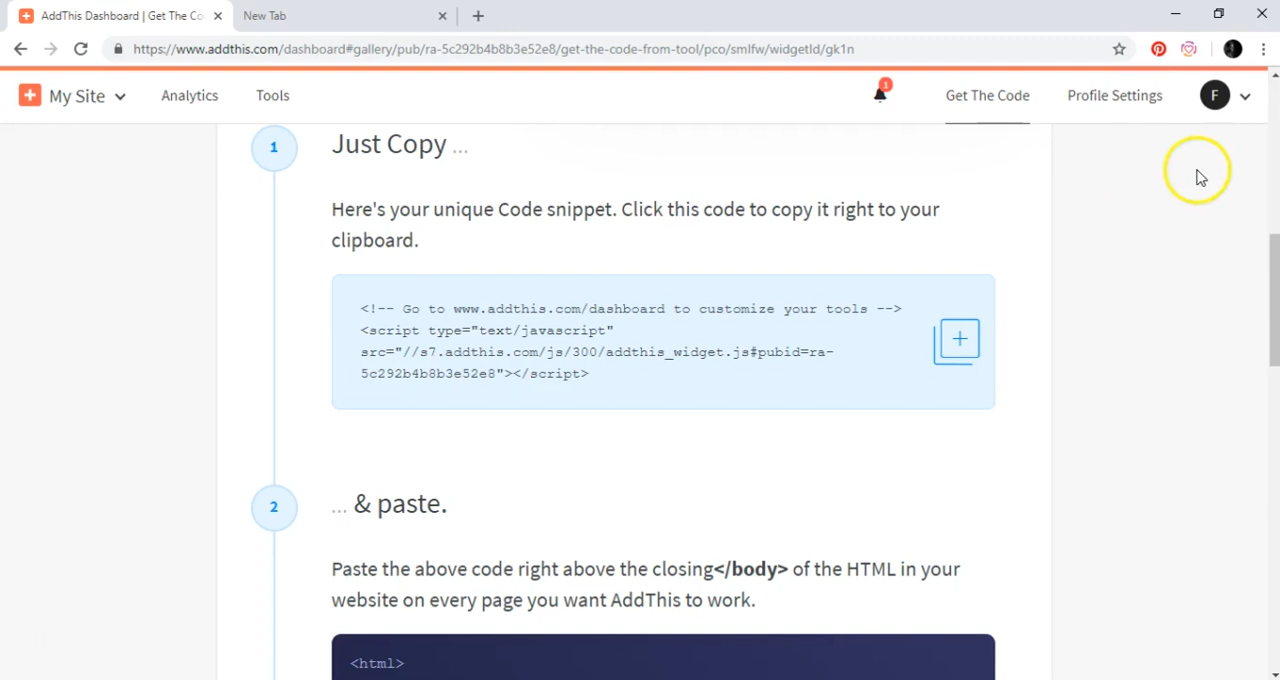 AddThis Dashboard | Get The Co
New Tab
https://www.addthis.com/dashboard#gallery/pub/ra-5c292b4b8b3e52e8/get-the-code-from-tool/pco/smlfw/widgetId/gk1n
My Site
Analytics
Tools
1
Get The Code
Profile Settings
F
1
Just Copy ...
Here's your unique Code snippet. Click this code to copy it right to your
clipboard.
<!-- Go to www.addthis.com/dashboard to customize your tools -->
<script type="text/javascript"
src="//s7.addthis.com/js/300/addthis_widget.js#pubid=ra-
5c292b4b8b3e52e8"></script>
2
... & paste.
Paste the above code right above the closing</body> of the HTML in your
website on every page you want AddThis to work.
<html>